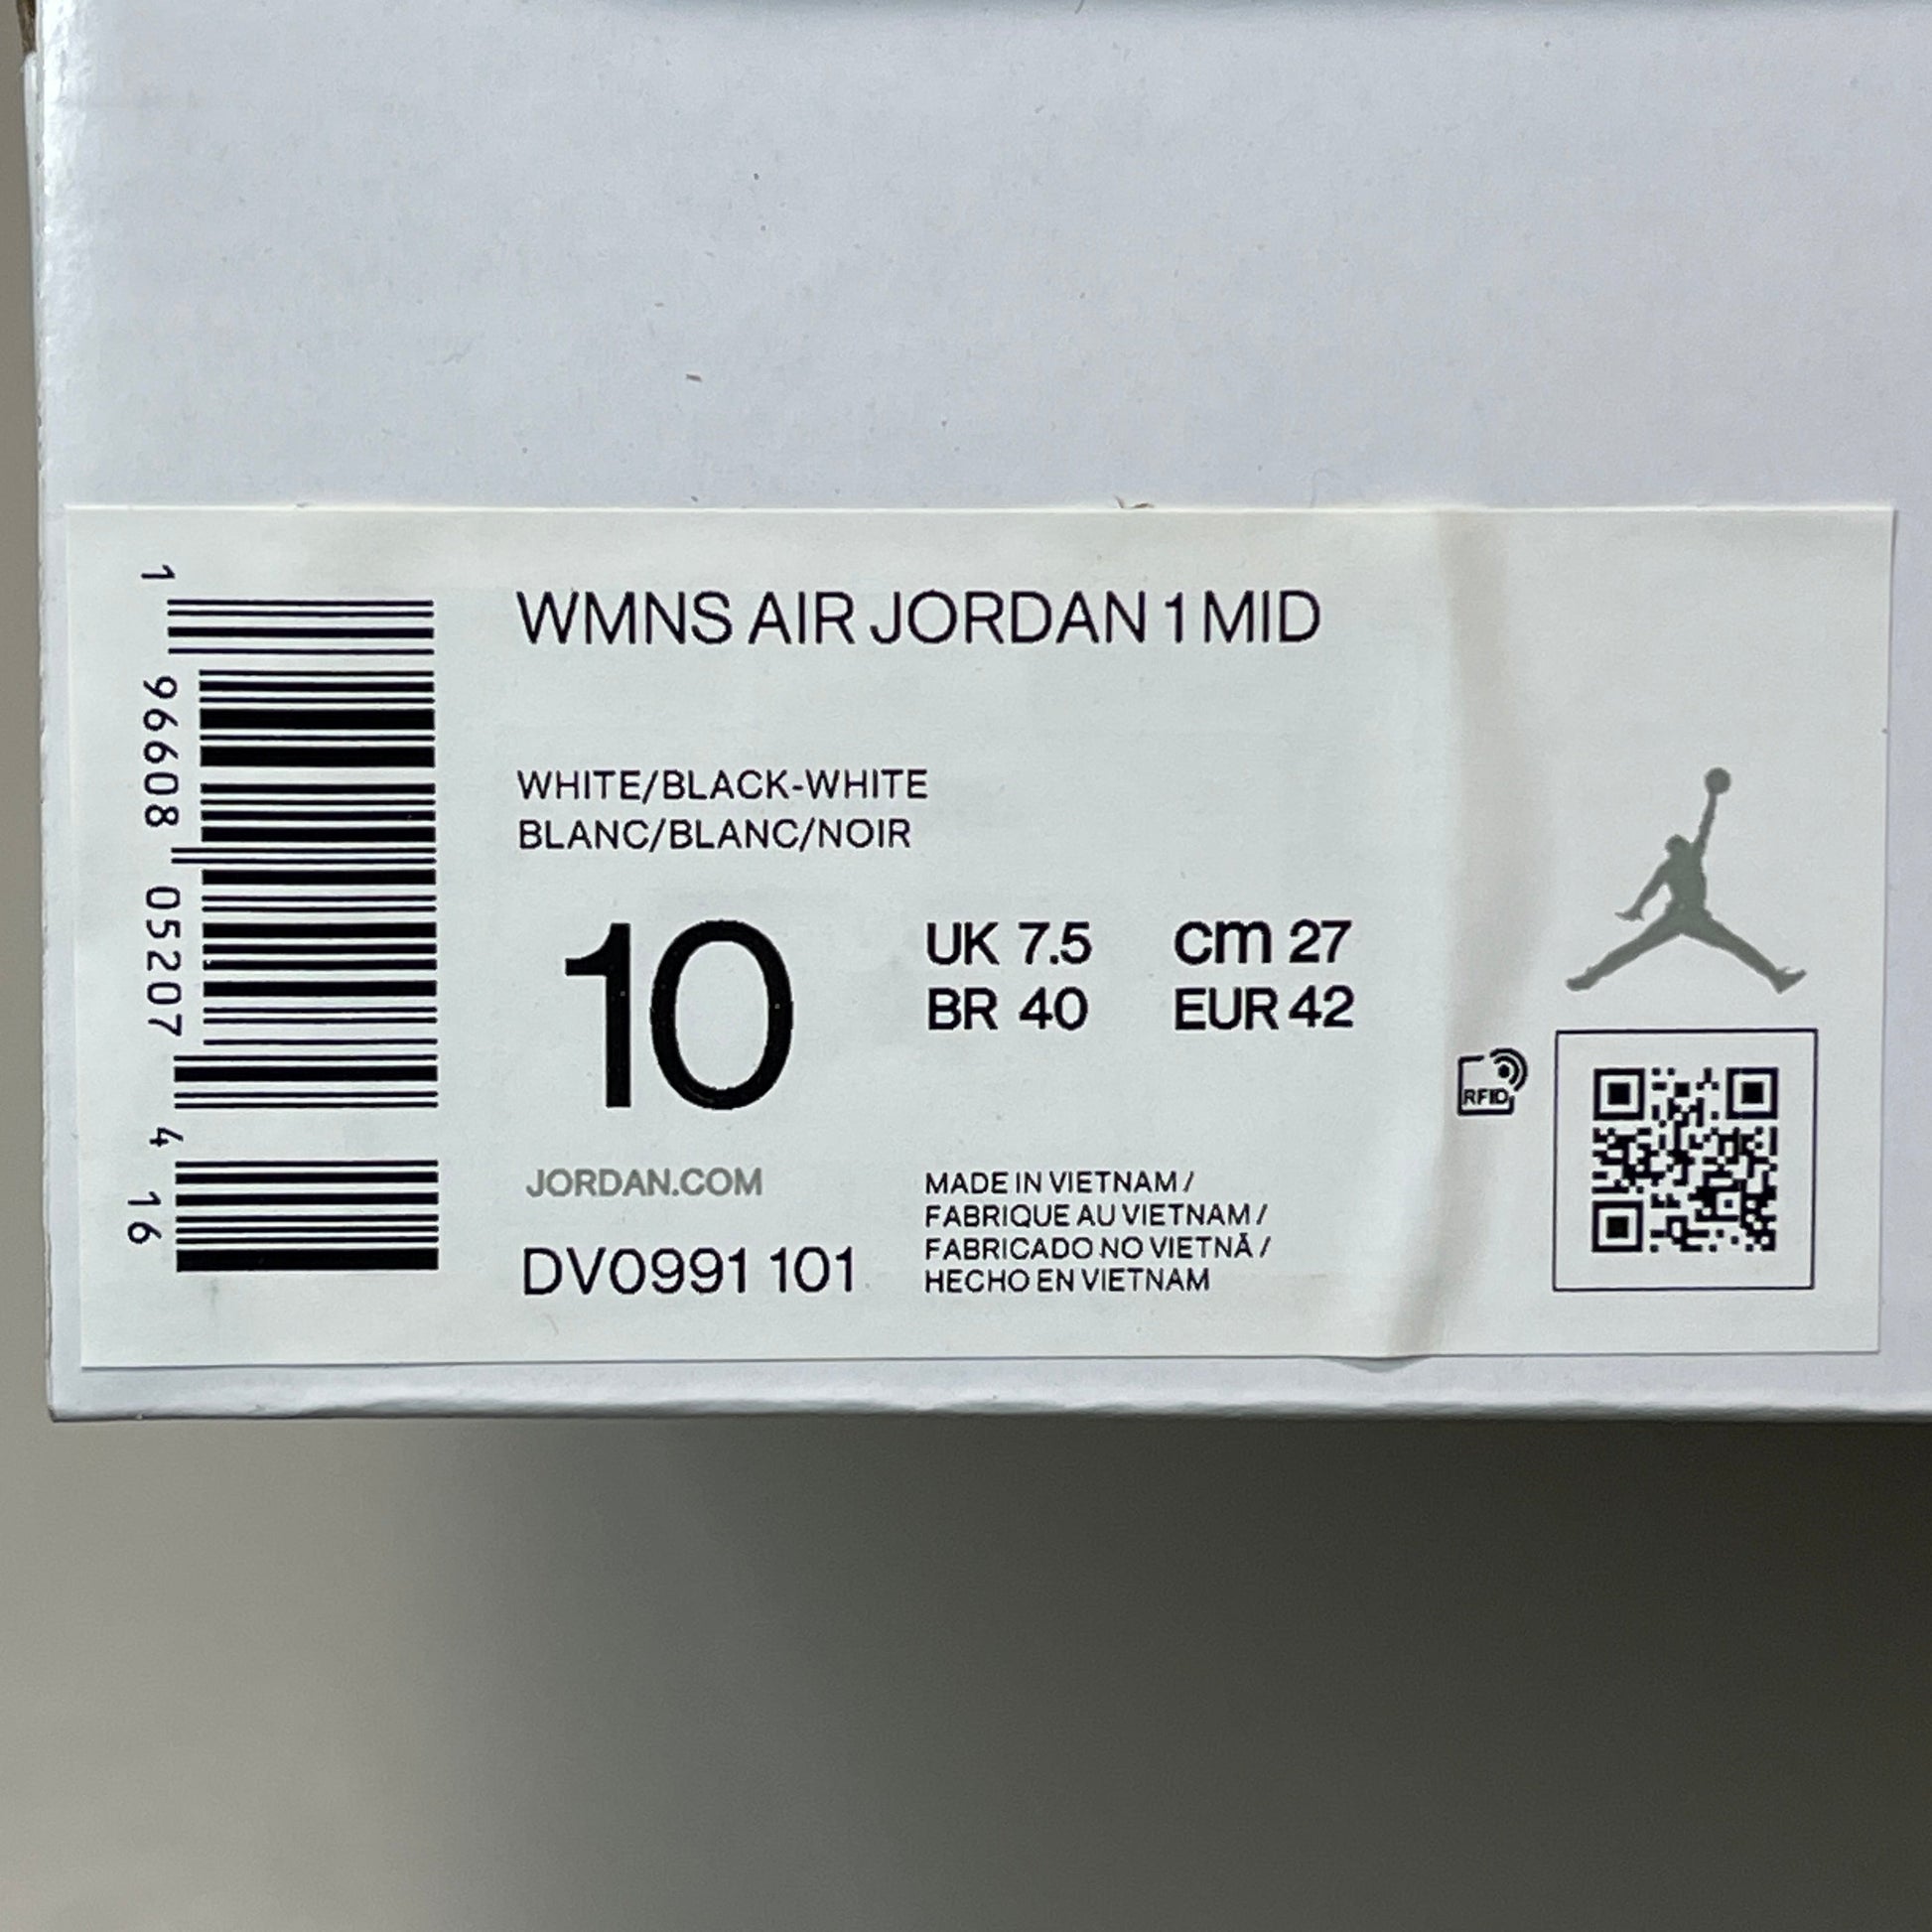 WMNS AIR JORDAN 1 MID
WHITE/BLACK-WHITE
BLANC/BLANC/NOIR
10
UK 7.5 cm 27
BR 40 EUR 42
RFID
JORDAN.COM
DV0991 101
MADE IN VIETNAM /
FABRIQUE AU VIETNAM /
FABRICADO NO VIETNÃ /
HECHO EN VIETNAM
1 96608 05207 4 16